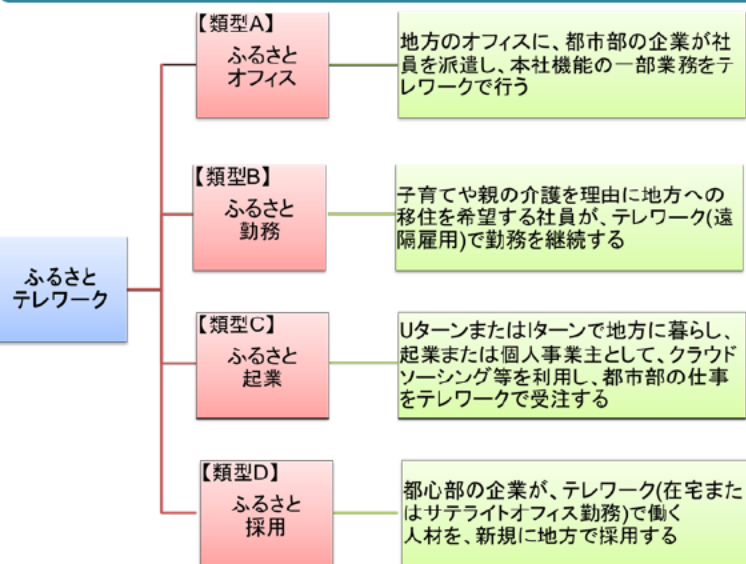 ふるさと
テレワーク
【類型A】
ふるさと
オフィス
地方のオフィスに、都市部の企業が社
員を派遣し、本社機能の一部業務をテ
レワークで行う
【類型B】
ふるさと
勤務
子育てや親の介護を理由に地方への
移住を希望する社員が、テレワーク(遠
隔雇用)で勤務を継続する
【類型C】
ふるさと
起業
UターンまたはIターンで地方に暮らし、
起業または個人事業主として、クラウド
ソーシング等を利用し、都市部の仕事
をテレワークで受注する
【類型D】
ふるさと
採用
都心部の企業が、テレワーク(在宅また
はサテライトオフィス勤務)で働く
人材を、新規に地方で採用する